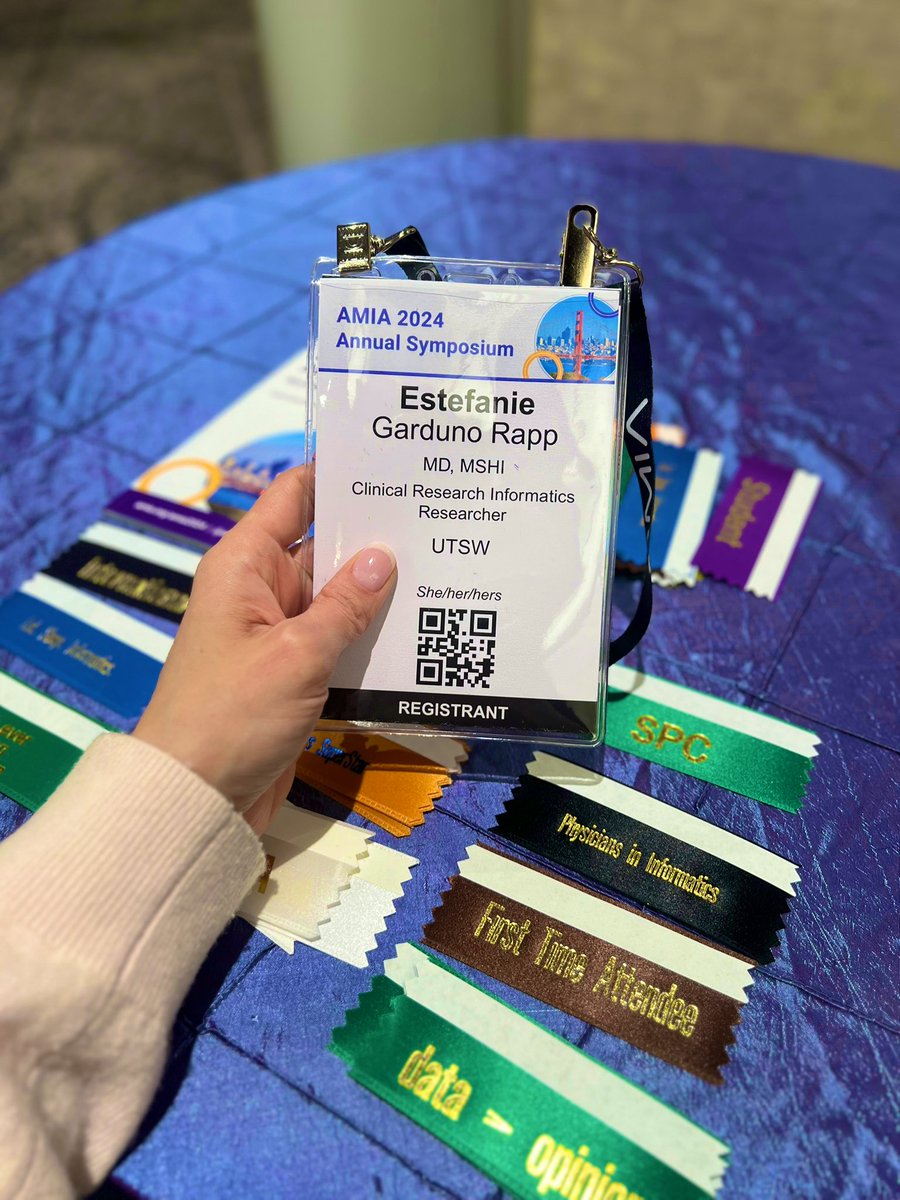 AMIA 2024
Annual Symposium
Estefanie
Garduno Rapp
MD, MSHI
Clinical Research Informatics
Researcher
UTSW
She/her/hers
REGISTRANT
Student
SPC
Physicians in Informatics
First Time Attendee
data > opinion